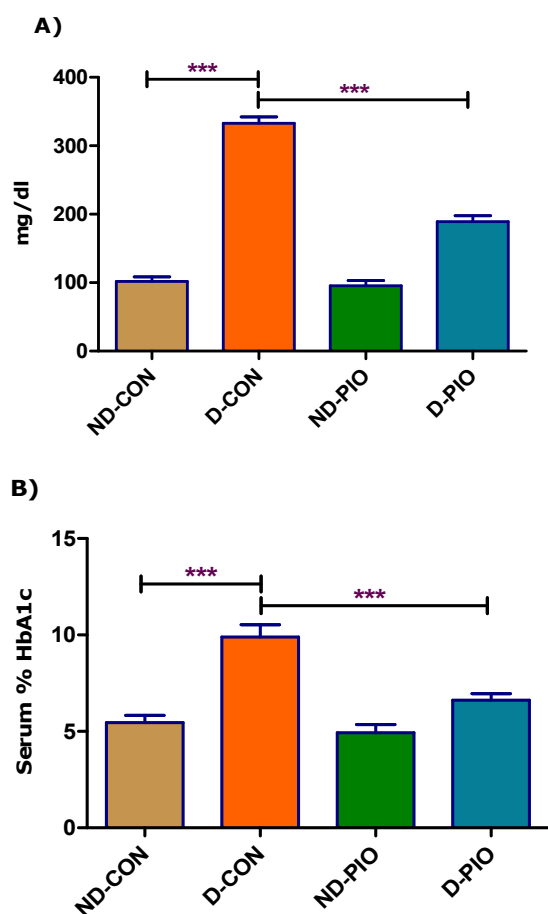 A)
***
***
400
300
200
100
0
mg/dl
ND-CON
D-CON
ND-PIO
D-PIO
B)
***
***
15
10
5
0
Serum % HbA1c
ND-CON
D-CON
ND-PIO
D-PIO